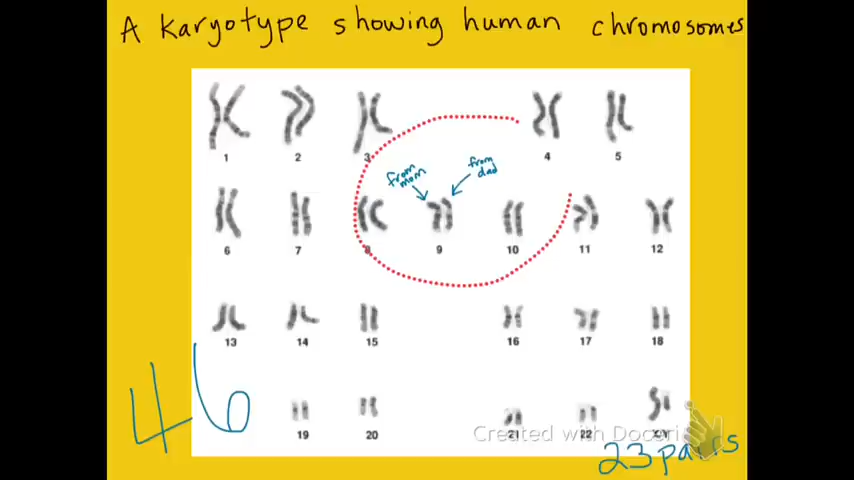 A karyotype showing human chromosomes
1 2 3 4 5
from mom
from dad
6 7 8 9 10 11 12
13 14 15 16 17 18
46
19 20 21 22 X/Y
Created with Doceri
23 pairs